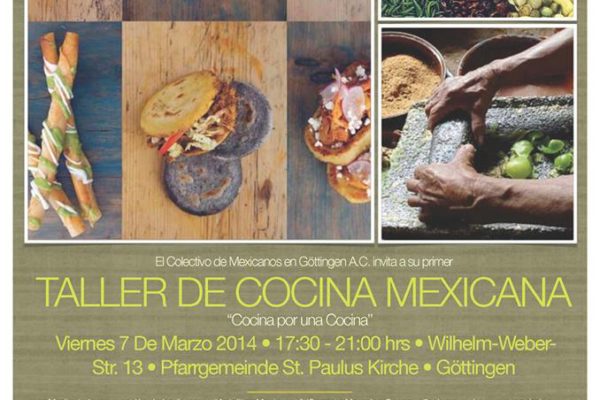 El Colectivo de Mexicanos en Göttingen A.C. invita a su primer
TALLER DE COCINA MEXICANA
“Cocina por una Cocina”
Viernes 7 De Marzo 2014 • 17:30 - 21:00 hrs • Wilhelm-Weber-
Str. 13 • Pfarrgemeinde St. Paulus Kirche • Göttingen